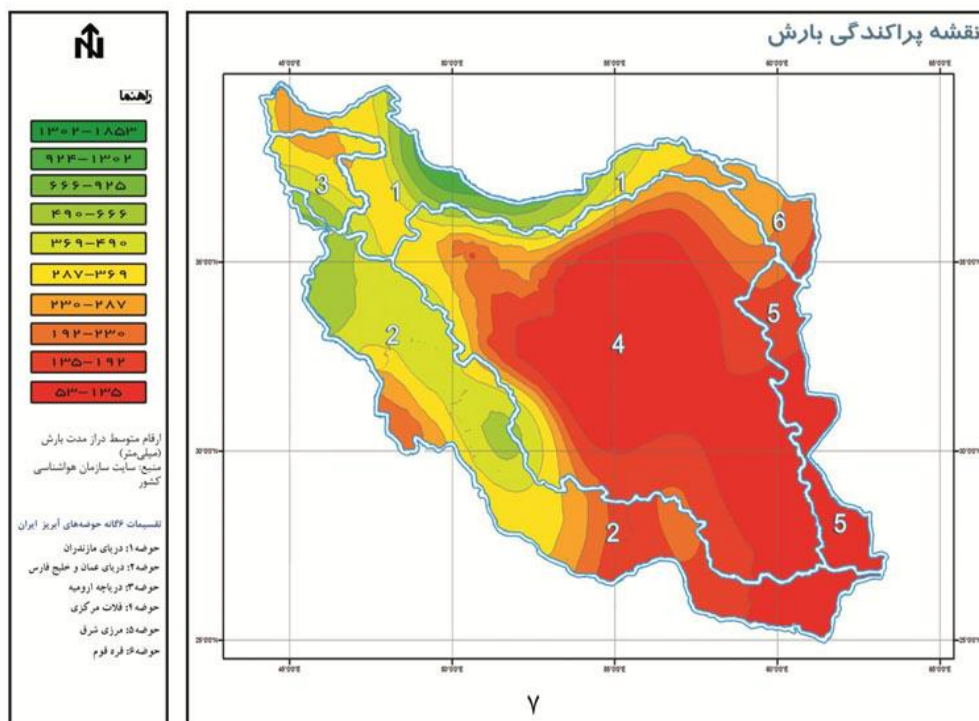 نقشه پراکندگی بارش
N
راهنما
۱۳۰۲-۱۸۵۳
۹۲۴-۱۳۰۲
۶۶۶-۹۲۵
۴۹۰-۶۶۶
۳۶۹-۴۹۰
۲۸۷-۳۶۹
۲۳۰-۲۸۷
۱۹۲-۲۳۰
۱۳۵-۱۹۲
۵۳-۱۳۵
ارقام متوسط دراز مدت بارش
(میلی‌متر)
منبع: سایت سازمان هواشناسی
کشور
تقسیمات ۶گانه حوضه‌های آبریز ایران
حوضه۱: دریای مازندران
حوضه۲: دریای عمان و خلیج فارس
حوضه۳: دریاچه ارومیه
حوضه۴: فلات مرکزی
حوضه۵: مرزی شرق
حوضه۶: قره قوم
3
1
1
6
2
4
5
2
5
۷